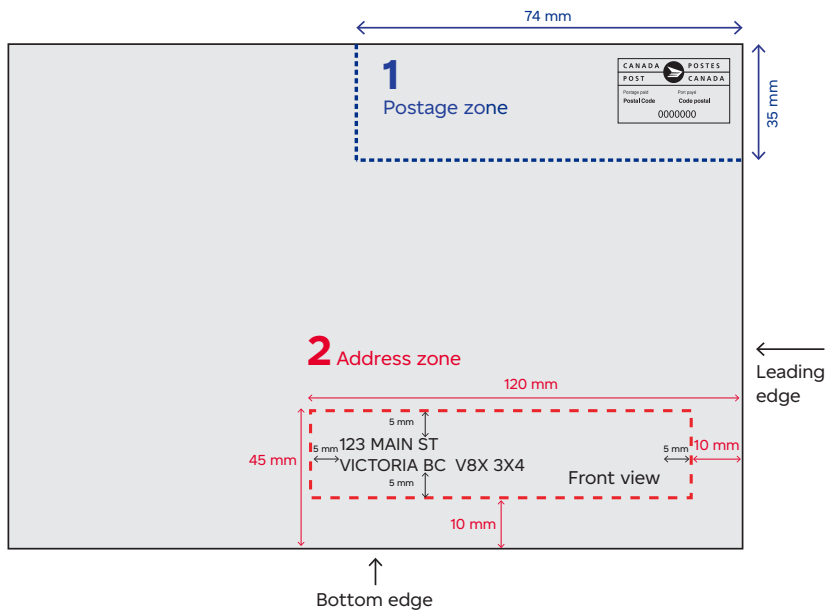 74 mm
1
Postage zone
CANADA POSTES
POST CANADA
Postage paid Port payé
Postal Code Code postal
0000000
35 mm
2 Address zone
Leading
edge
120 mm
5 mm
123 MAIN ST
5 mm
5 mm
10 mm
45 mm
VICTORIA BC  V8X 3X4
5 mm
Front view
10 mm
Bottom edge